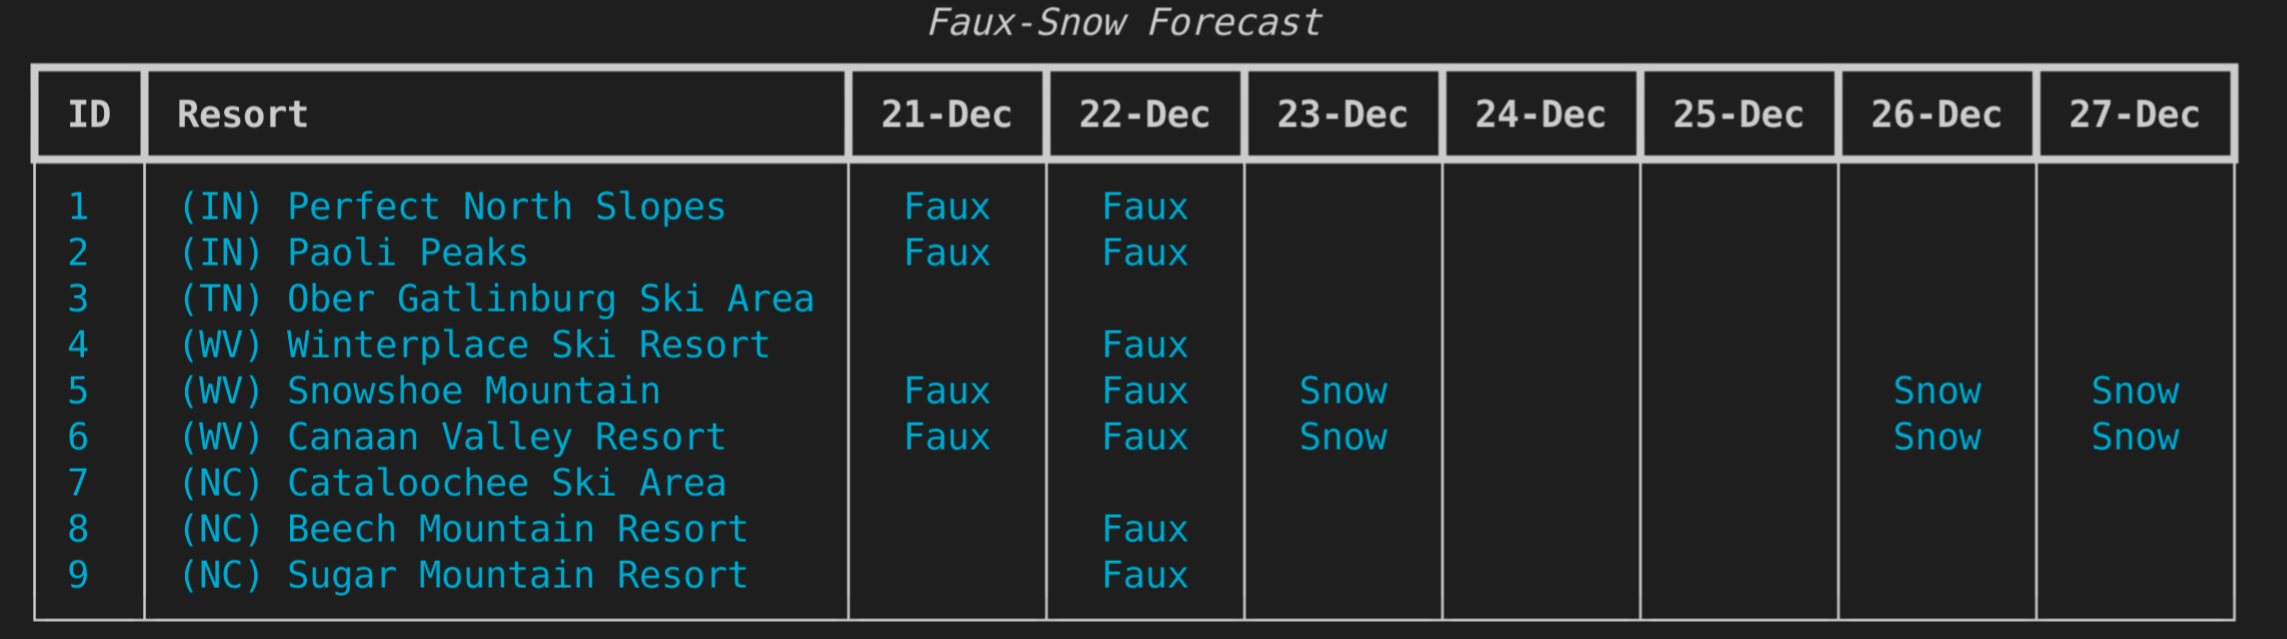 Faux-Snow Forecast
ID Resort 21-Dec 22-Dec 23-Dec 24-Dec 25-Dec 26-Dec 27-Dec
1 (IN) Perfect North Slopes Faux Faux
2 (IN) Paoli Peaks Faux Faux
3 (TN) Ober Gatlinburg Ski Area
4 (WV) Winterplace Ski Resort Faux
5 (WV) Snowshoe Mountain Faux Faux Snow Snow Snow
6 (WV) Canaan Valley Resort Faux Faux Snow Snow Snow
7 (NC) Cataloochee Ski Area
8 (NC) Beech Mountain Resort Faux
9 (NC) Sugar Mountain Resort Faux